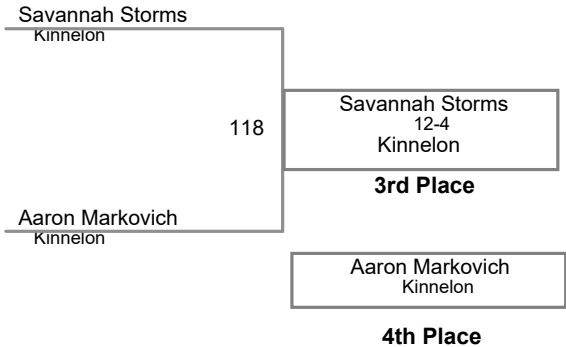 Savannah Storms
Kinnelon
118
Savannah Storms
12-4
Kinnelon
3rd Place
Aaron Markovich
Kinnelon
Aaron Markovich
Kinnelon
4th Place